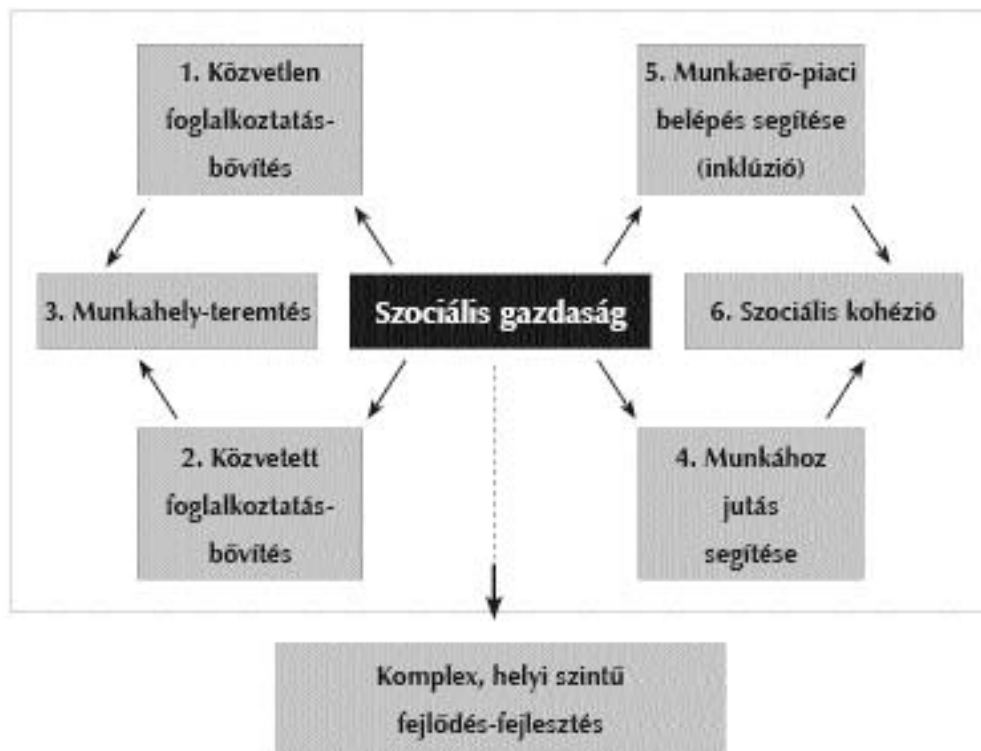 1. Közvetlen
foglalkoztatás-
bővítés
5. Munkaerő-piaci
belépés segítése
(inklúzió)
3. Munkahely-teremtés
Szociális gazdaság
6. Szociális kohézió
2. Közvetett
foglalkoztatás-
bővítés
4. Munkához
jutás
segítése
Komplex, helyi szintű
fejlődés-fejlesztés